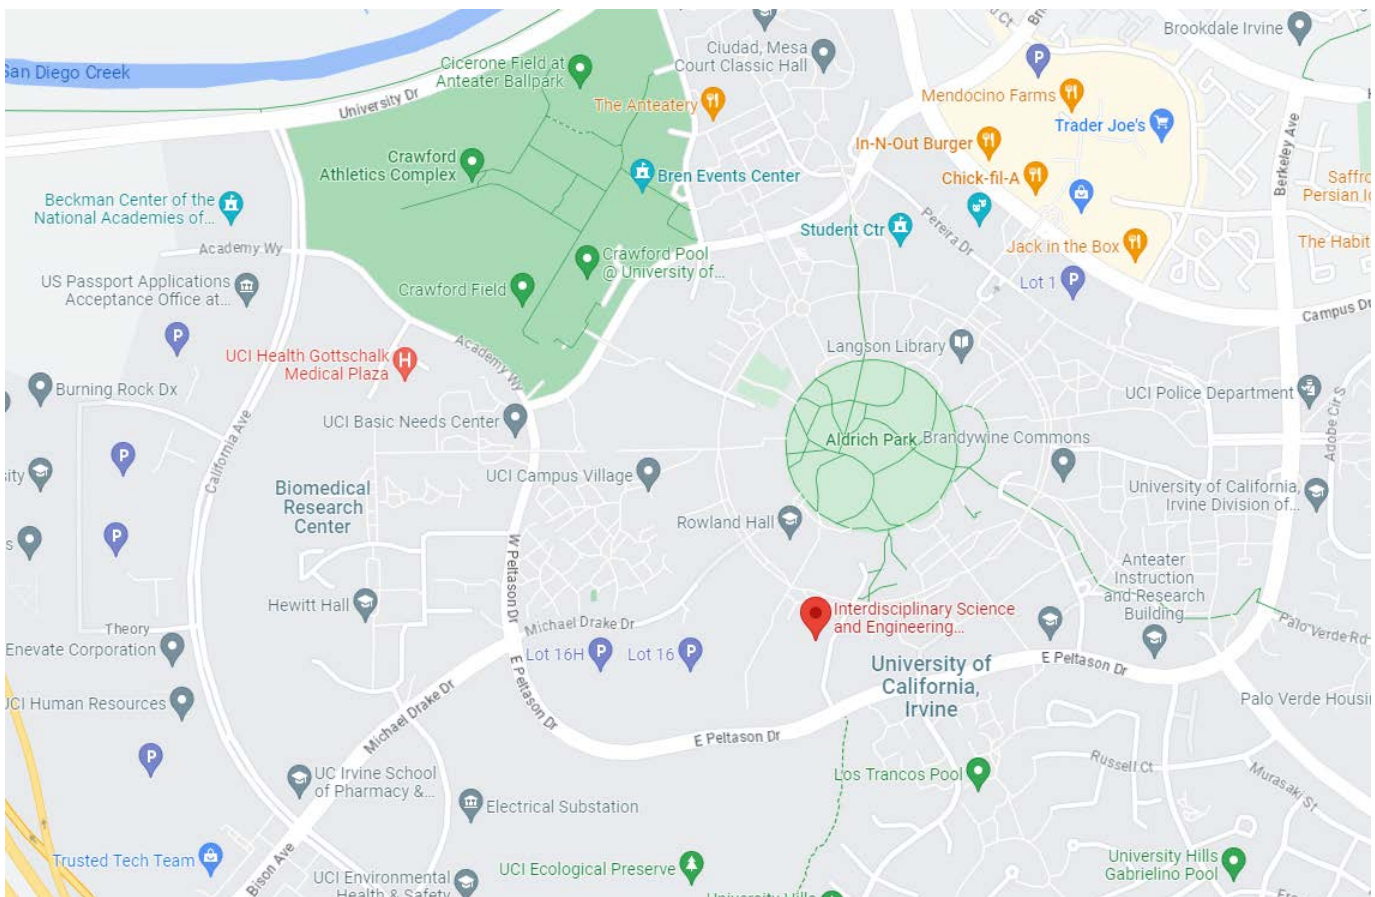 Ciudad, Mesa
Court Classic Hall
Brookdale Irvine
San Diego Creek
Cicerone Field at
Anteater Ballpark
University Dr
The Anteatery
Mendocino Farms
Trader Joe's
In-N-Out Burger
Chick-fil-A
Berkeley Ave
Crawford
Athletics Complex
Bren Events Center
Persian
Beckman Center of the
National Academies of...
Student Ctr
Pereira Dr
Jack in the Box
The Habit
Academy Wy
Crawford Pool
@ University of...
US Passport Applications
Acceptance Office at...
Crawford Field
Lot 1
Campus Dr
UCI Health Gottschalk
Medical Plaza
Academy Wy
Langson Library
Burning Rock Dx
UCI Police Department
Adobe Cir S
UCI Basic Needs Center
California Ave
Aldrich Park
Brandywine Commons
UCI Campus Village
Biomedical
Research
Center
University of California,
Irvine Division of...
Rowland Hall
W Peltason Dr
Anteater
Instruction
and Research
Building
Hewitt Hall
Interdisciplinary Science
and Engineering...
Theory
Michael Drake Dr
Palo Verde Rd
Enevate Corporation
Lot 16H
Lot 16
E Peltason Dr
University of
California,
Irvine
E Peltason Dr
UCI Human Resources
Michael Drake Dr
Palo Verde Housi
E Peltason Dr
Russell Ct
Murasaki St
UC Irvine School
of Pharmacy &...
Los Trancos Pool
Electrical Substation
Trusted Tech Team
Bison Ave
UCI Environmental
Health & Safety
UCI Ecological Preserve
University Hills
Gabrielino Pool
University Hills